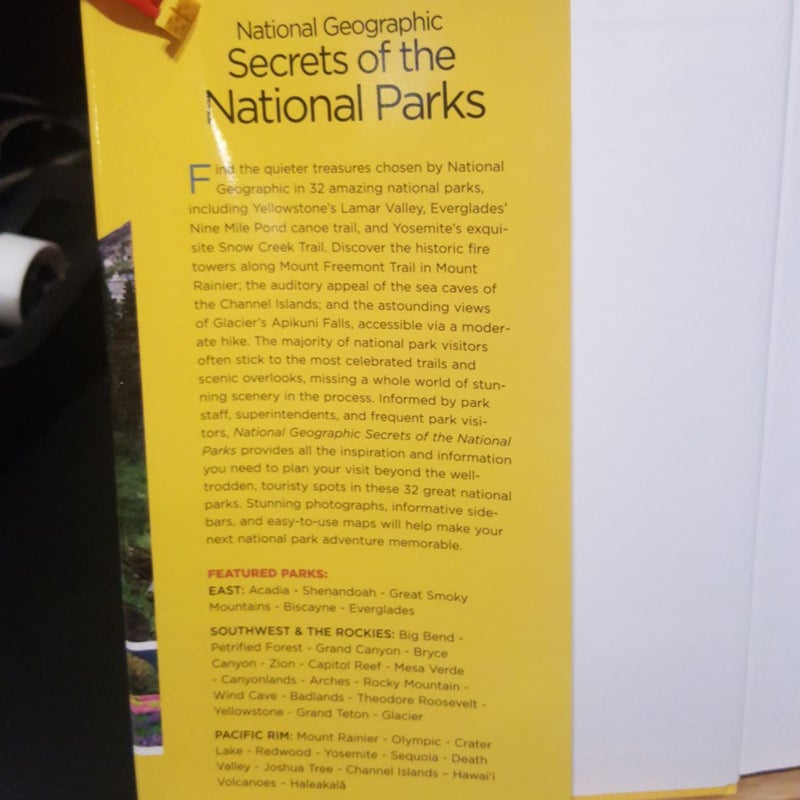 National Geographic
Secrets of the
National Parks
Find the quieter treasures chosen by National
Geographic in 32 amazing national parks,
including Yellowstone's Lamar Valley, Everglades'
Nine Mile Pond canoe trail, and Yosemite's exqui-
site Snow Creek Trail. Discover the historic fire
towers along Mount Freemont Trail in Mount
Rainier; the auditory appeal of the sea caves of
the Channel Islands; and the astounding views
of Glacier's Apikuni Falls, accessible via a moder-
ate hike. The majority of national park visitors
often stick to the most celebrated trails and
scenic overlooks, missing a whole world of stun-
ning scenery in the process. Informed by park
staff, superintendents, and frequent park visi-
tors, National Geographic Secrets of the National
Parks provides all the inspiration and information
you need to plan your visit beyond the well-
trodden, touristy spots in these 32 great national
parks. Stunning photographs, informative side-
bars, and easy-to-use maps will help make your
next national park adventure memorable.
FEATURED PARKS:
EAST: Acadia - Shenandoah - Great Smoky
Mountains - Biscayne - Everglades
SOUTHWEST & THE ROCKIES: Big Bend -
Petrified Forest - Grand Canyon - Bryce
Canyon - Zion - Capitol Reef - Mesa Verde
- Canyonlands - Arches - Rocky Mountain -
Wind Cave - Badlands - Theodore Roosevelt -
Yellowstone - Grand Teton - Glacier
PACIFIC RIM: Mount Rainier - Olympic - Crater
Lake - Redwood - Yosemite - Sequoia - Death
Valley - Joshua Tree - Channel Islands - Hawai'i
Volcanoes - Haleakalā